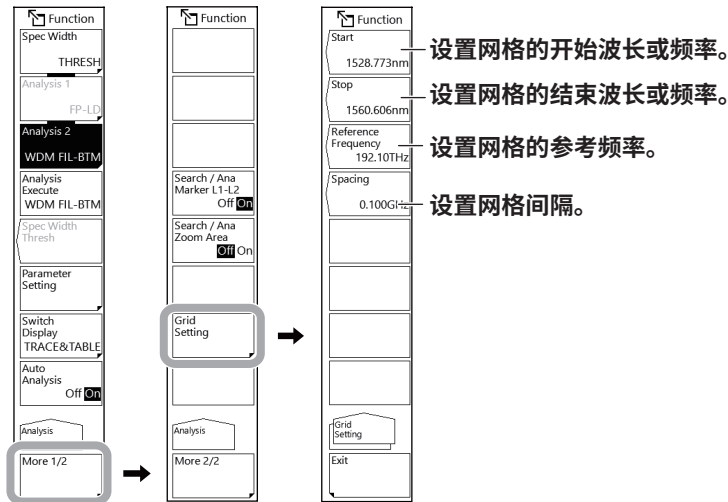 Function
Spec Width
THRESH
Analysis 1
FP-LD
Analysis 2
WDM FIL-BTM
Analysis
Execute
WDM FIL-BTM
Spec Width
Thresh
Parameter
Setting
Switch
Display
TRACE&TABLE
Auto
Analysis
Off On
Analysis
More 1/2
Function
Search / Ana
Marker L1-L2
Off On
Search / Ana
Zoom Area
Off On
Grid
Setting
Analysis
More 2/2
Function
Start
1528.773nm
设置网格的开始波长或频率。
Stop
1560.606nm
设置网格的结束波长或频率。
Reference
Frequency
192.10THz
设置网格的参考频率。
Spacing
0.100GHz
设置网格间隔。
Grid
Setting
Exit